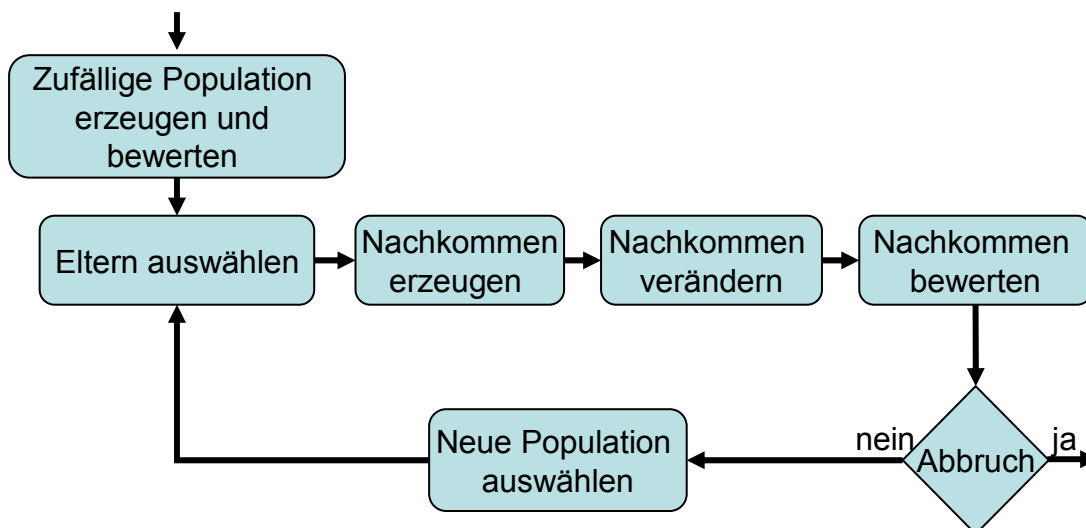 Zufällige Population
erzeugen und
bewerten
Eltern auswählen
Nachkommen
erzeugen
Nachkommen
verändern
Nachkommen
bewerten
nein
Abbruch
ja
Neue Population
auswählen